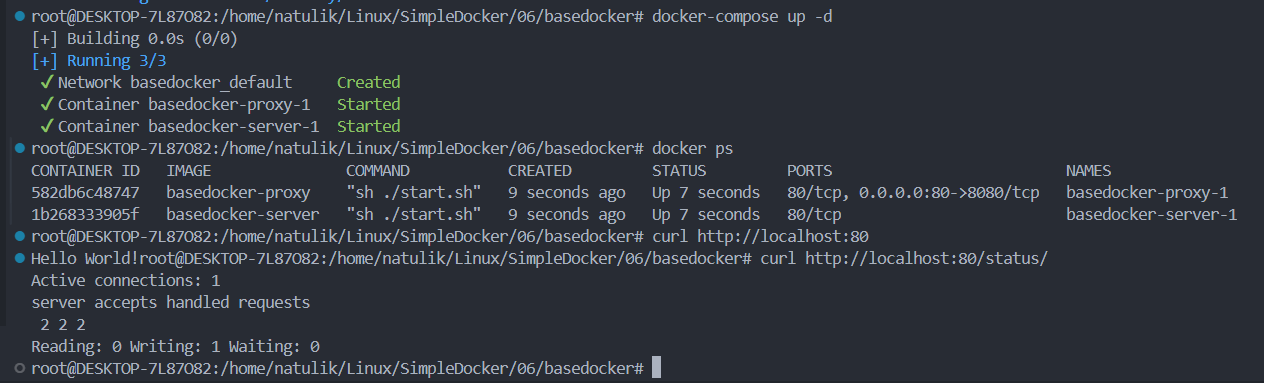 root@DESKTOP-7L87O82:/home/natulik/Linux/SimpleDocker/06/basedocker# docker-compose up -d
[+] Building 0.0s (0/0)
[+] Running 3/3
✔ Network basedocker_default Created
✔ Container basedocker-proxy-1 Started
✔ Container basedocker-server-1 Started
root@DESKTOP-7L87O82:/home/natulik/Linux/SimpleDocker/06/basedocker# docker ps
CONTAINER ID IMAGE COMMAND CREATED STATUS PORTS NAMES
582db6c48747 basedocker-proxy "sh ./start.sh" 9 seconds ago Up 7 seconds 80/tcp, 0.0.0.0:80->8080/tcp basedocker-proxy-1
1b268333905f basedocker-server "sh ./start.sh" 9 seconds ago Up 7 seconds 80/tcp basedocker-server-1
root@DESKTOP-7L87O82:/home/natulik/Linux/SimpleDocker/06/basedocker# curl http://localhost:80
Hello World!root@DESKTOP-7L87O82:/home/natulik/Linux/SimpleDocker/06/basedocker# curl http://localhost:80/status/
Active connections: 1
server accepts handled requests
2 2 2
Reading: 0 Writing: 1 Waiting: 0
root@DESKTOP-7L87O82:/home/natulik/Linux/SimpleDocker/06/basedocker#